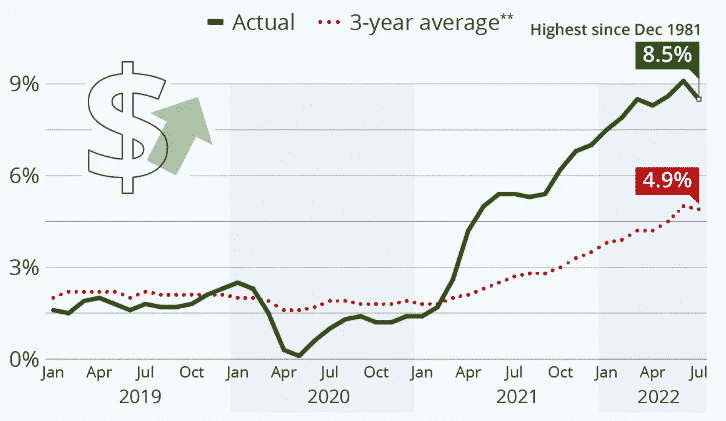 Actual 3-year average**
Highest since Dec 1981
8.5%
9%
4.9%
6%
3%
0%
Jan Apr Jul Oct Jan Apr Jul Oct Jan Apr Jul Oct Jan Apr Jul
2019 2020 2021 2022
$